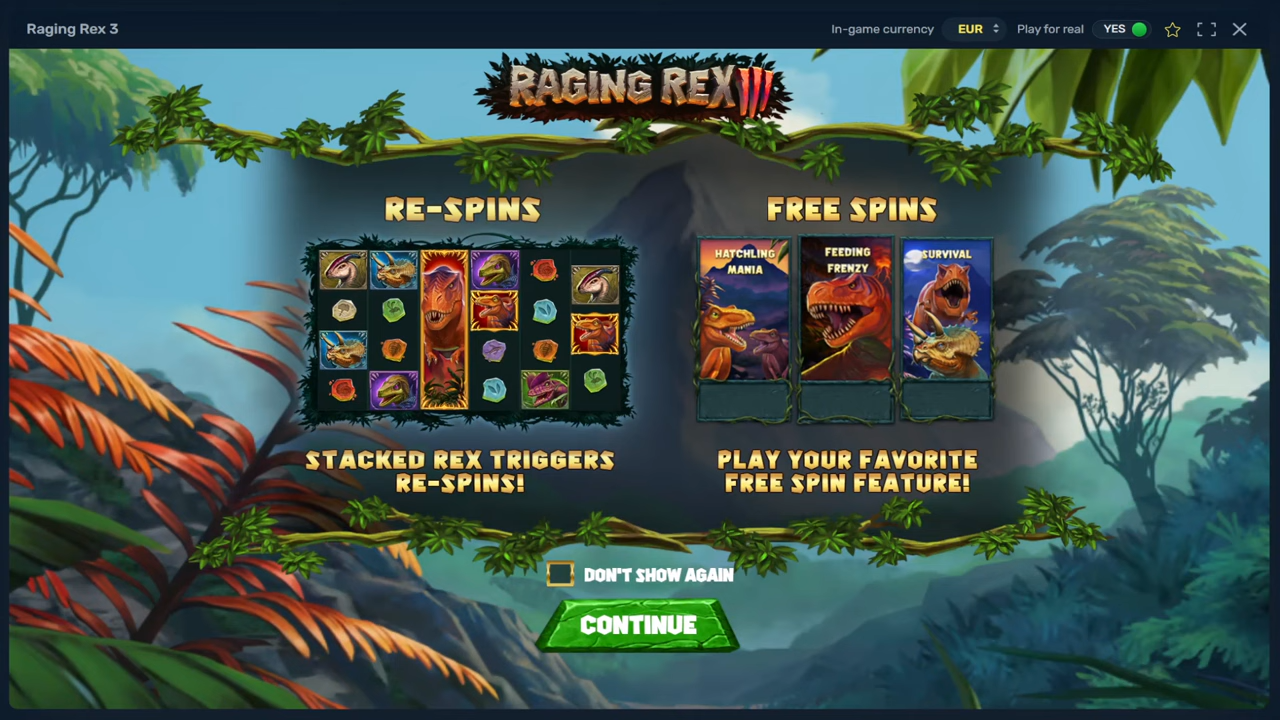 Raging Rex 3
In-game currency
EUR
Play for real
YES
RAGING REX III
RE-SPINS
FREE SPINS
HATCHLING
MANIA
FEEDING
FRENZY
SURVIVAL
STACKED REX TRIGGERS
RE-SPINS!
PLAY YOUR FAVORITE
FREE SPIN FEATURE!
DON'T SHOW AGAIN
CONTINUE